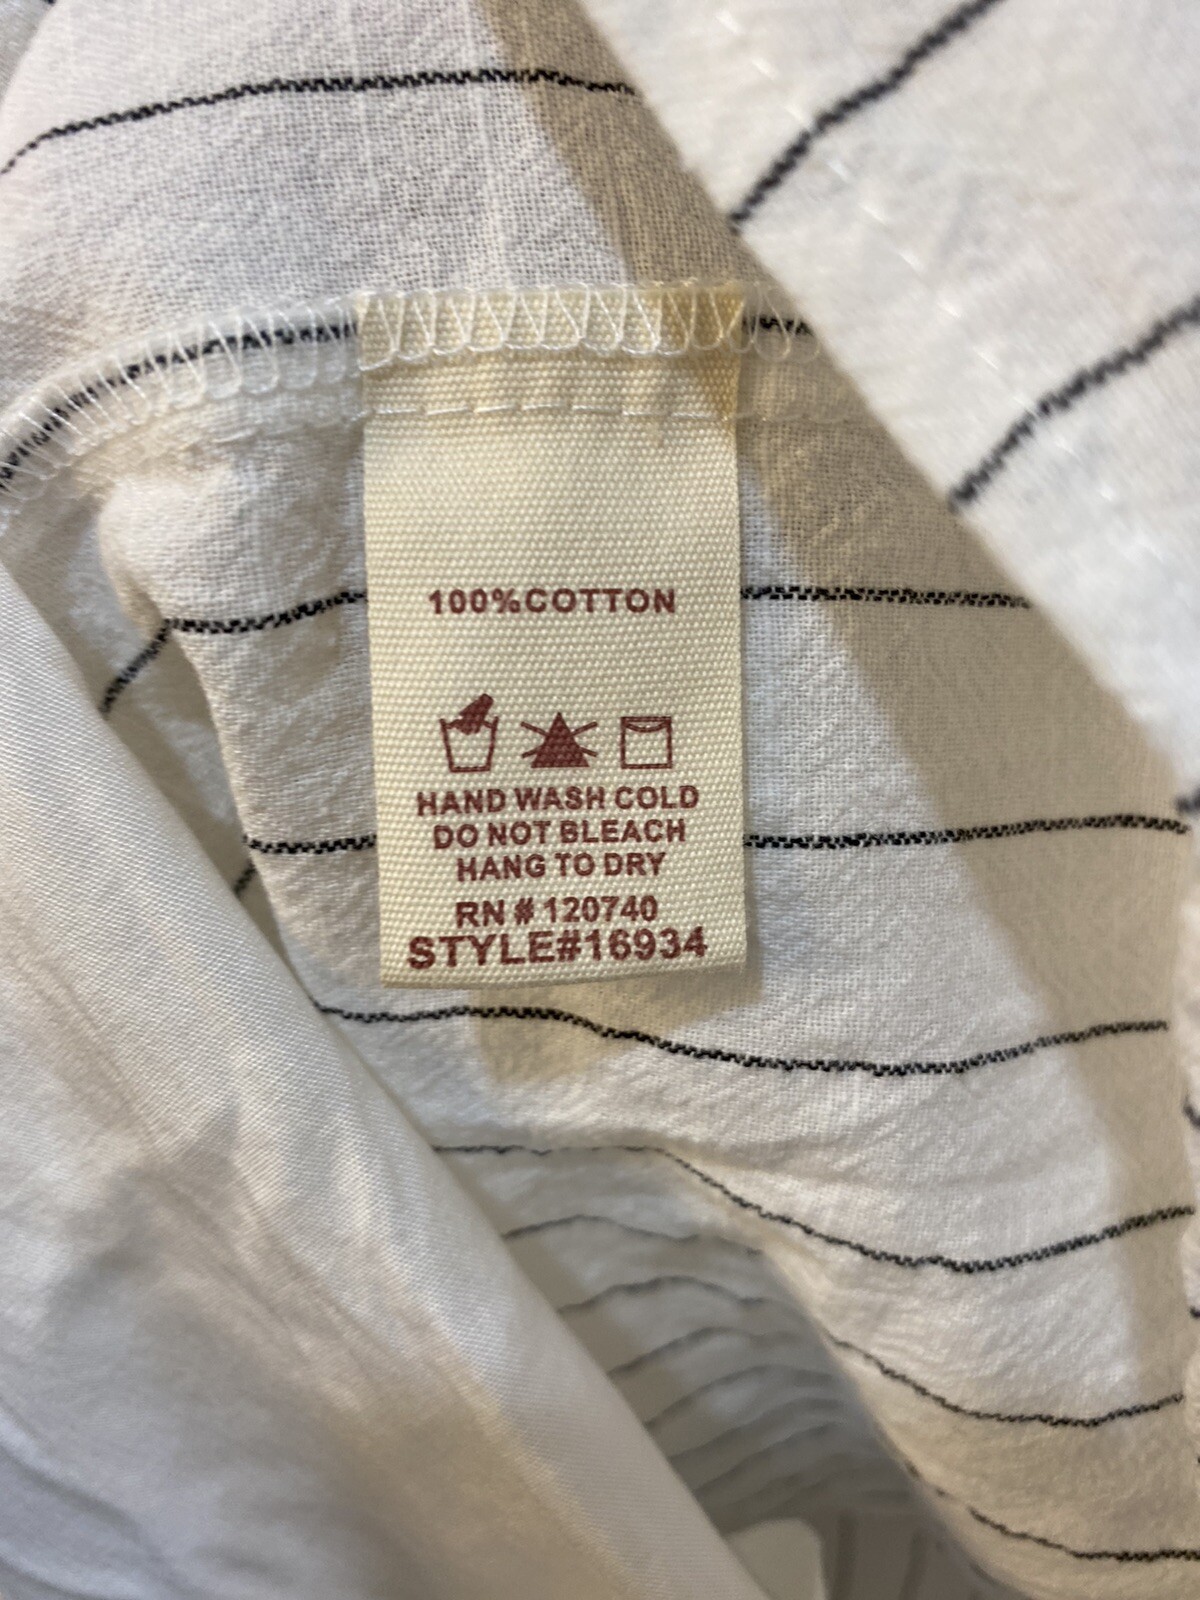 100%COTTON
HAND WASH COLD
DO NOT BLEACH
HANG TO DRY
RN # 120740
STYLE#16934